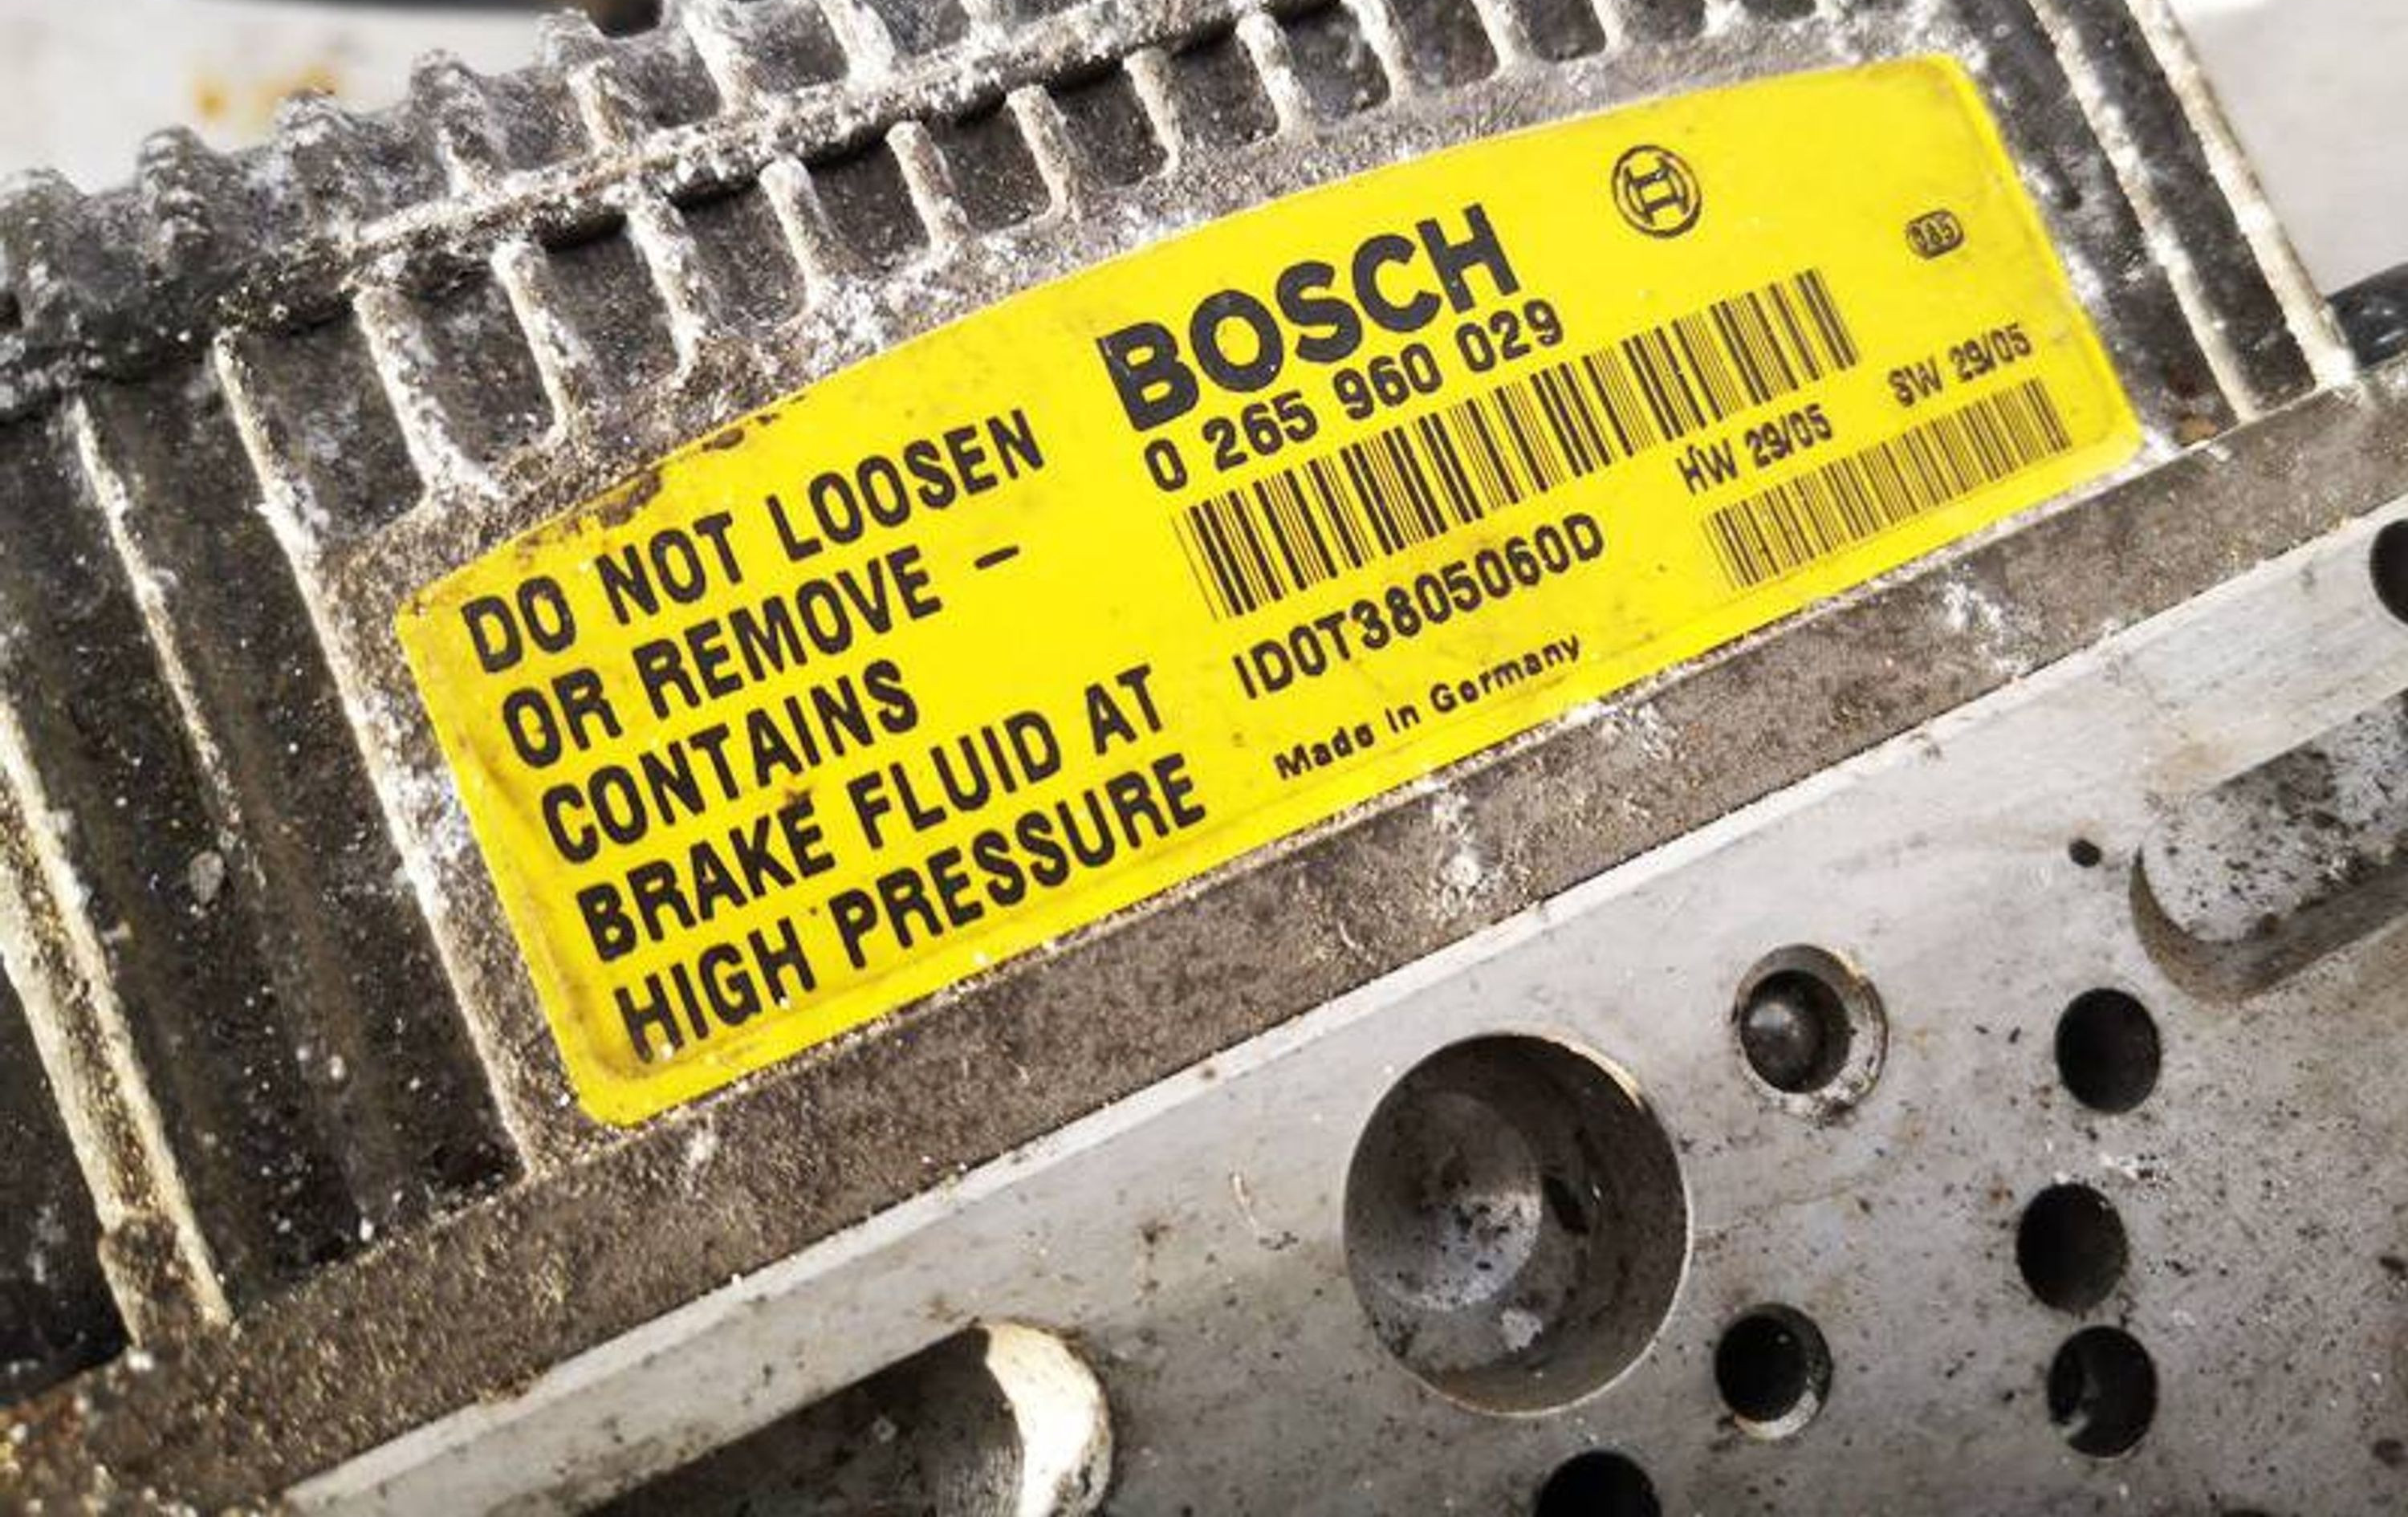 DO NOT LOOSEN
OR REMOVE –
CONTAINS
BRAKE FLUID AT
HIGH PRESSURE
BOSCH
0 265 960 029
HW 29/05
SW 29/05
ID0T3805060D
Made in Germany